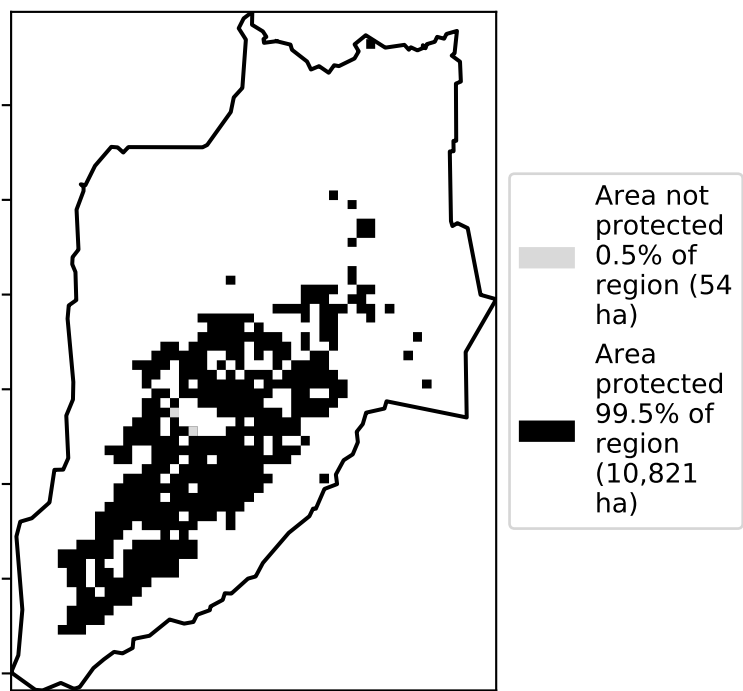 Area not
protected
0.5% of
region (54
ha)
Area
protected
99.5% of
region
(10,821
ha)